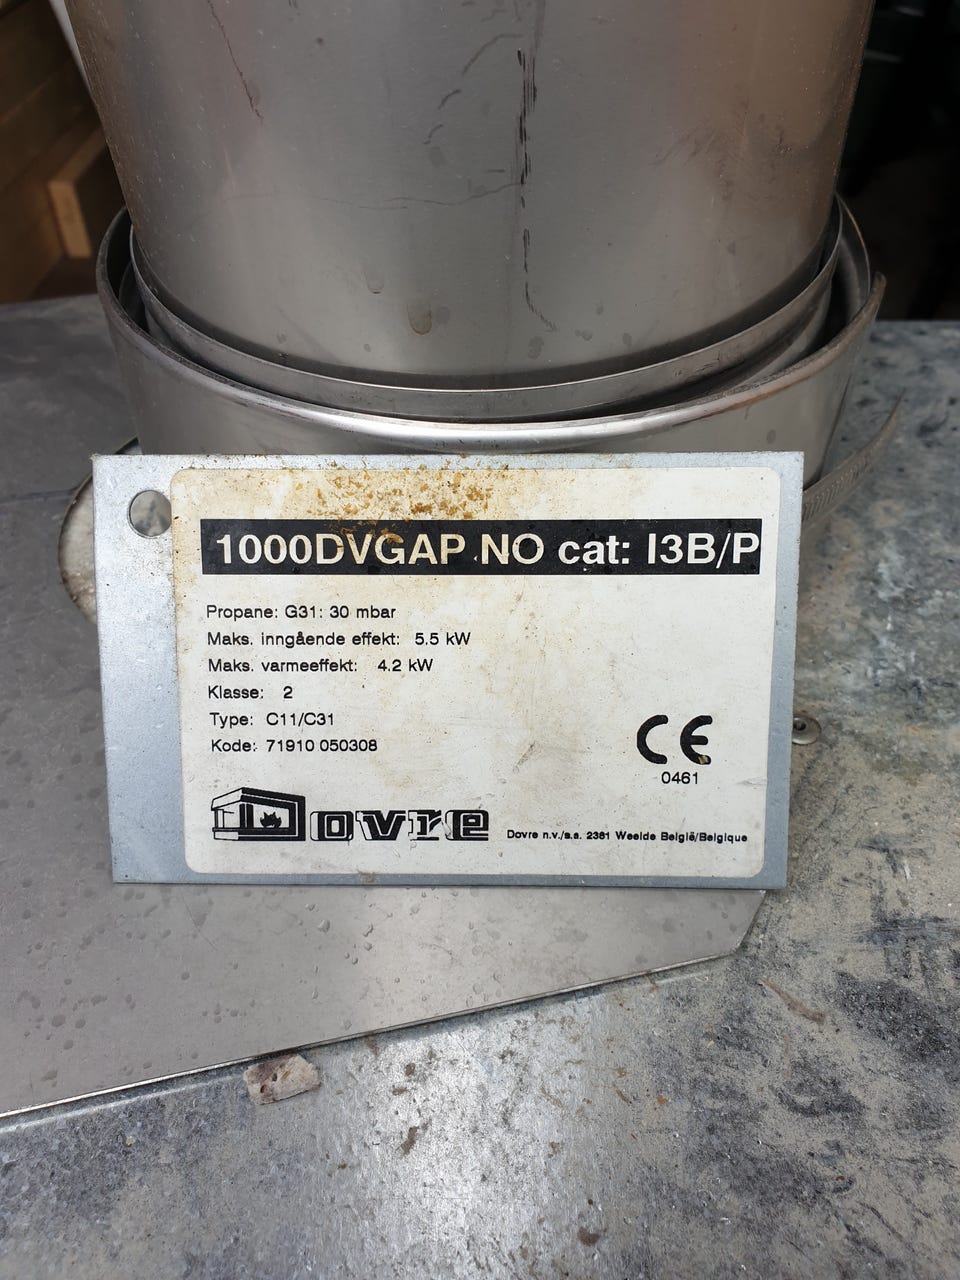 1000DVGAP NO cat: I3B/P
Propane: G31: 30 mbar
Maks. inngående effekt: 5.5 kW
Maks. varmeeffekt: 4.2 kW
Klasse: 2
Type: C11/C31
Kode: 71910 050308
CE
0461
Dovre
Dovre n.v./s.a. 2381 Weelde België/Belgique